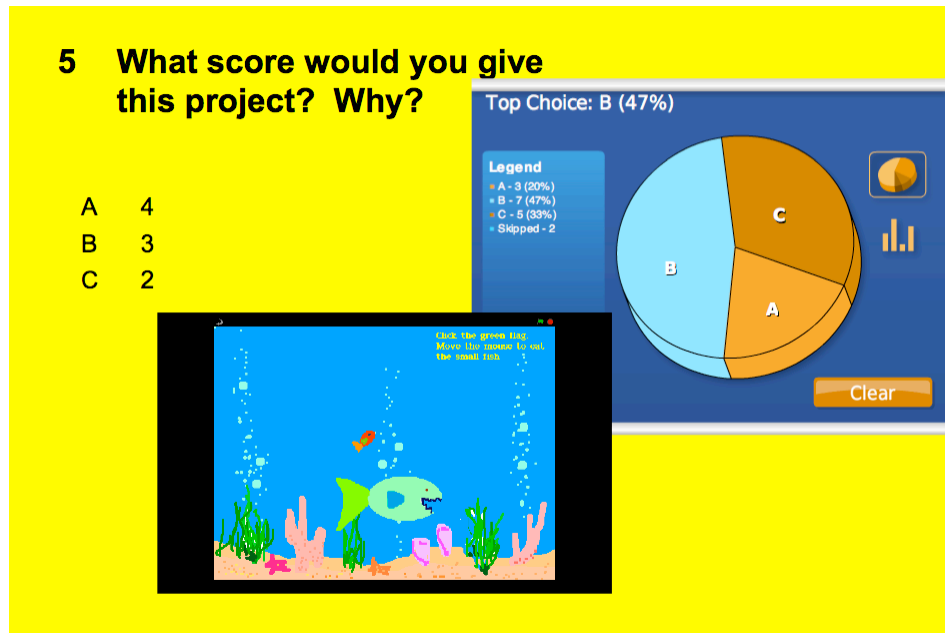 5 What score would you give
this project? Why?
A 4
B 3
C 2
Top Choice: B (47%)
Legend
A - 3 (20%)
B - 7 (47%)
C - 5 (33%)
Skipped - 2
C
B
A
Clear
Click the green flag.
Move the mouse to eat
the small fish